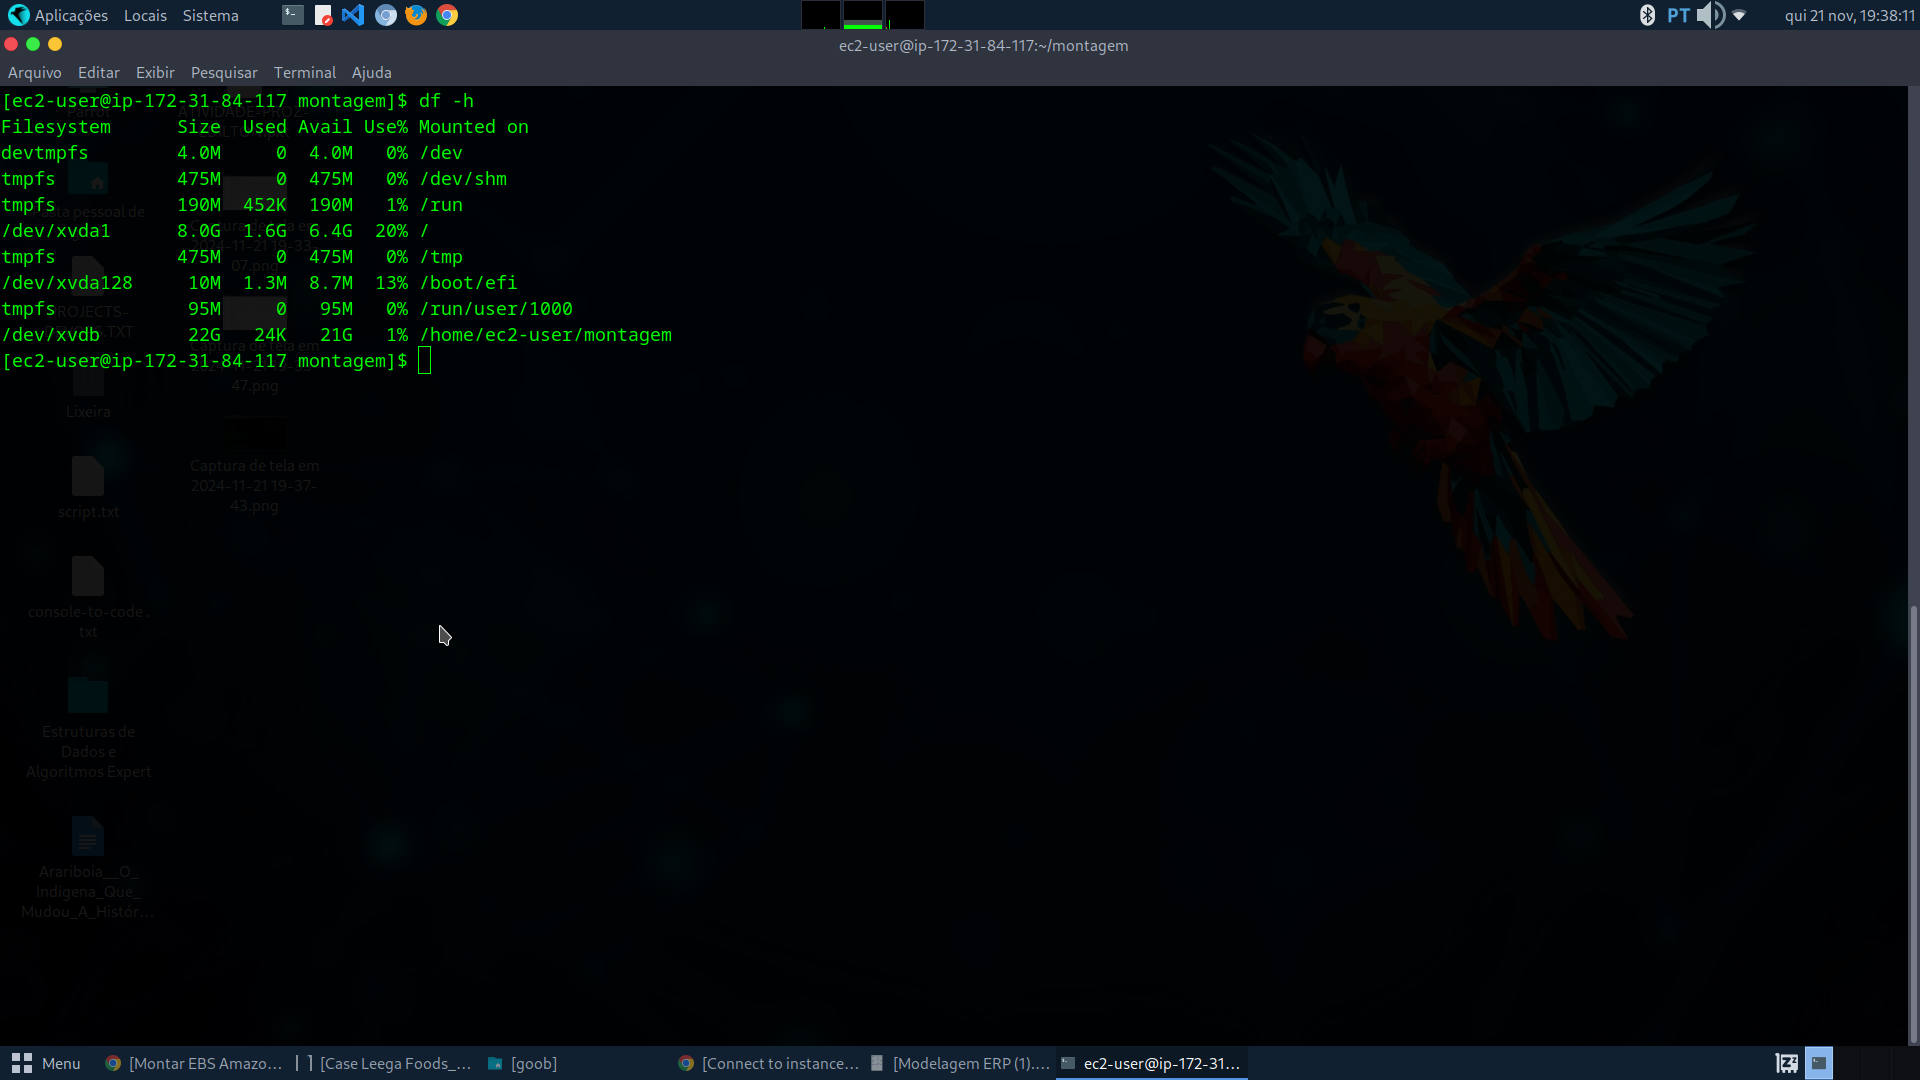 Aplicações Locais Sistema
PT
qui 21 nov, 19:38:11
ec2-user@ip-172-31-84-117:~/montagem
Arquivo Editar Exibir Pesquisar Terminal Ajuda
[ec2-user@ip-172-31-84-117 montagem]$ df -h
Filesystem      Size  Used Avail Use% Mounted on
devtmpfs        4.0M     0  4.0M   0% /dev
tmpfs           475M     0  475M   0% /dev/shm
tmpfs           190M  452K  190M   1% /run
/dev/xvda1      8.0G  1.6G  6.4G  20% /
tmpfs           475M     0  475M   0% /tmp
/dev/xvda128     10M  1.3M  8.7M  13% /boot/efi
tmpfs            95M     0   95M   0% /run/user/1000
/dev/xvdb        22G   24K   21G   1% /home/ec2-user/montagem
[ec2-user@ip-172-31-84-117 montagem]$
47.png
Lixeira
Captura de tela em
2024-11-21 19-37-
43.png
script.txt
console-to-code.
txt
Estruturas de
Dados e
Algoritmos Expert
Arariboia__O_
Indígena_Que_
Mudou_A_Histór...
Menu [Montar EBS Amazo... [Case Leega Foods_... [goob] [Connect to instance... [Modelagem ERP (1).... ec2-user@ip-172-31...